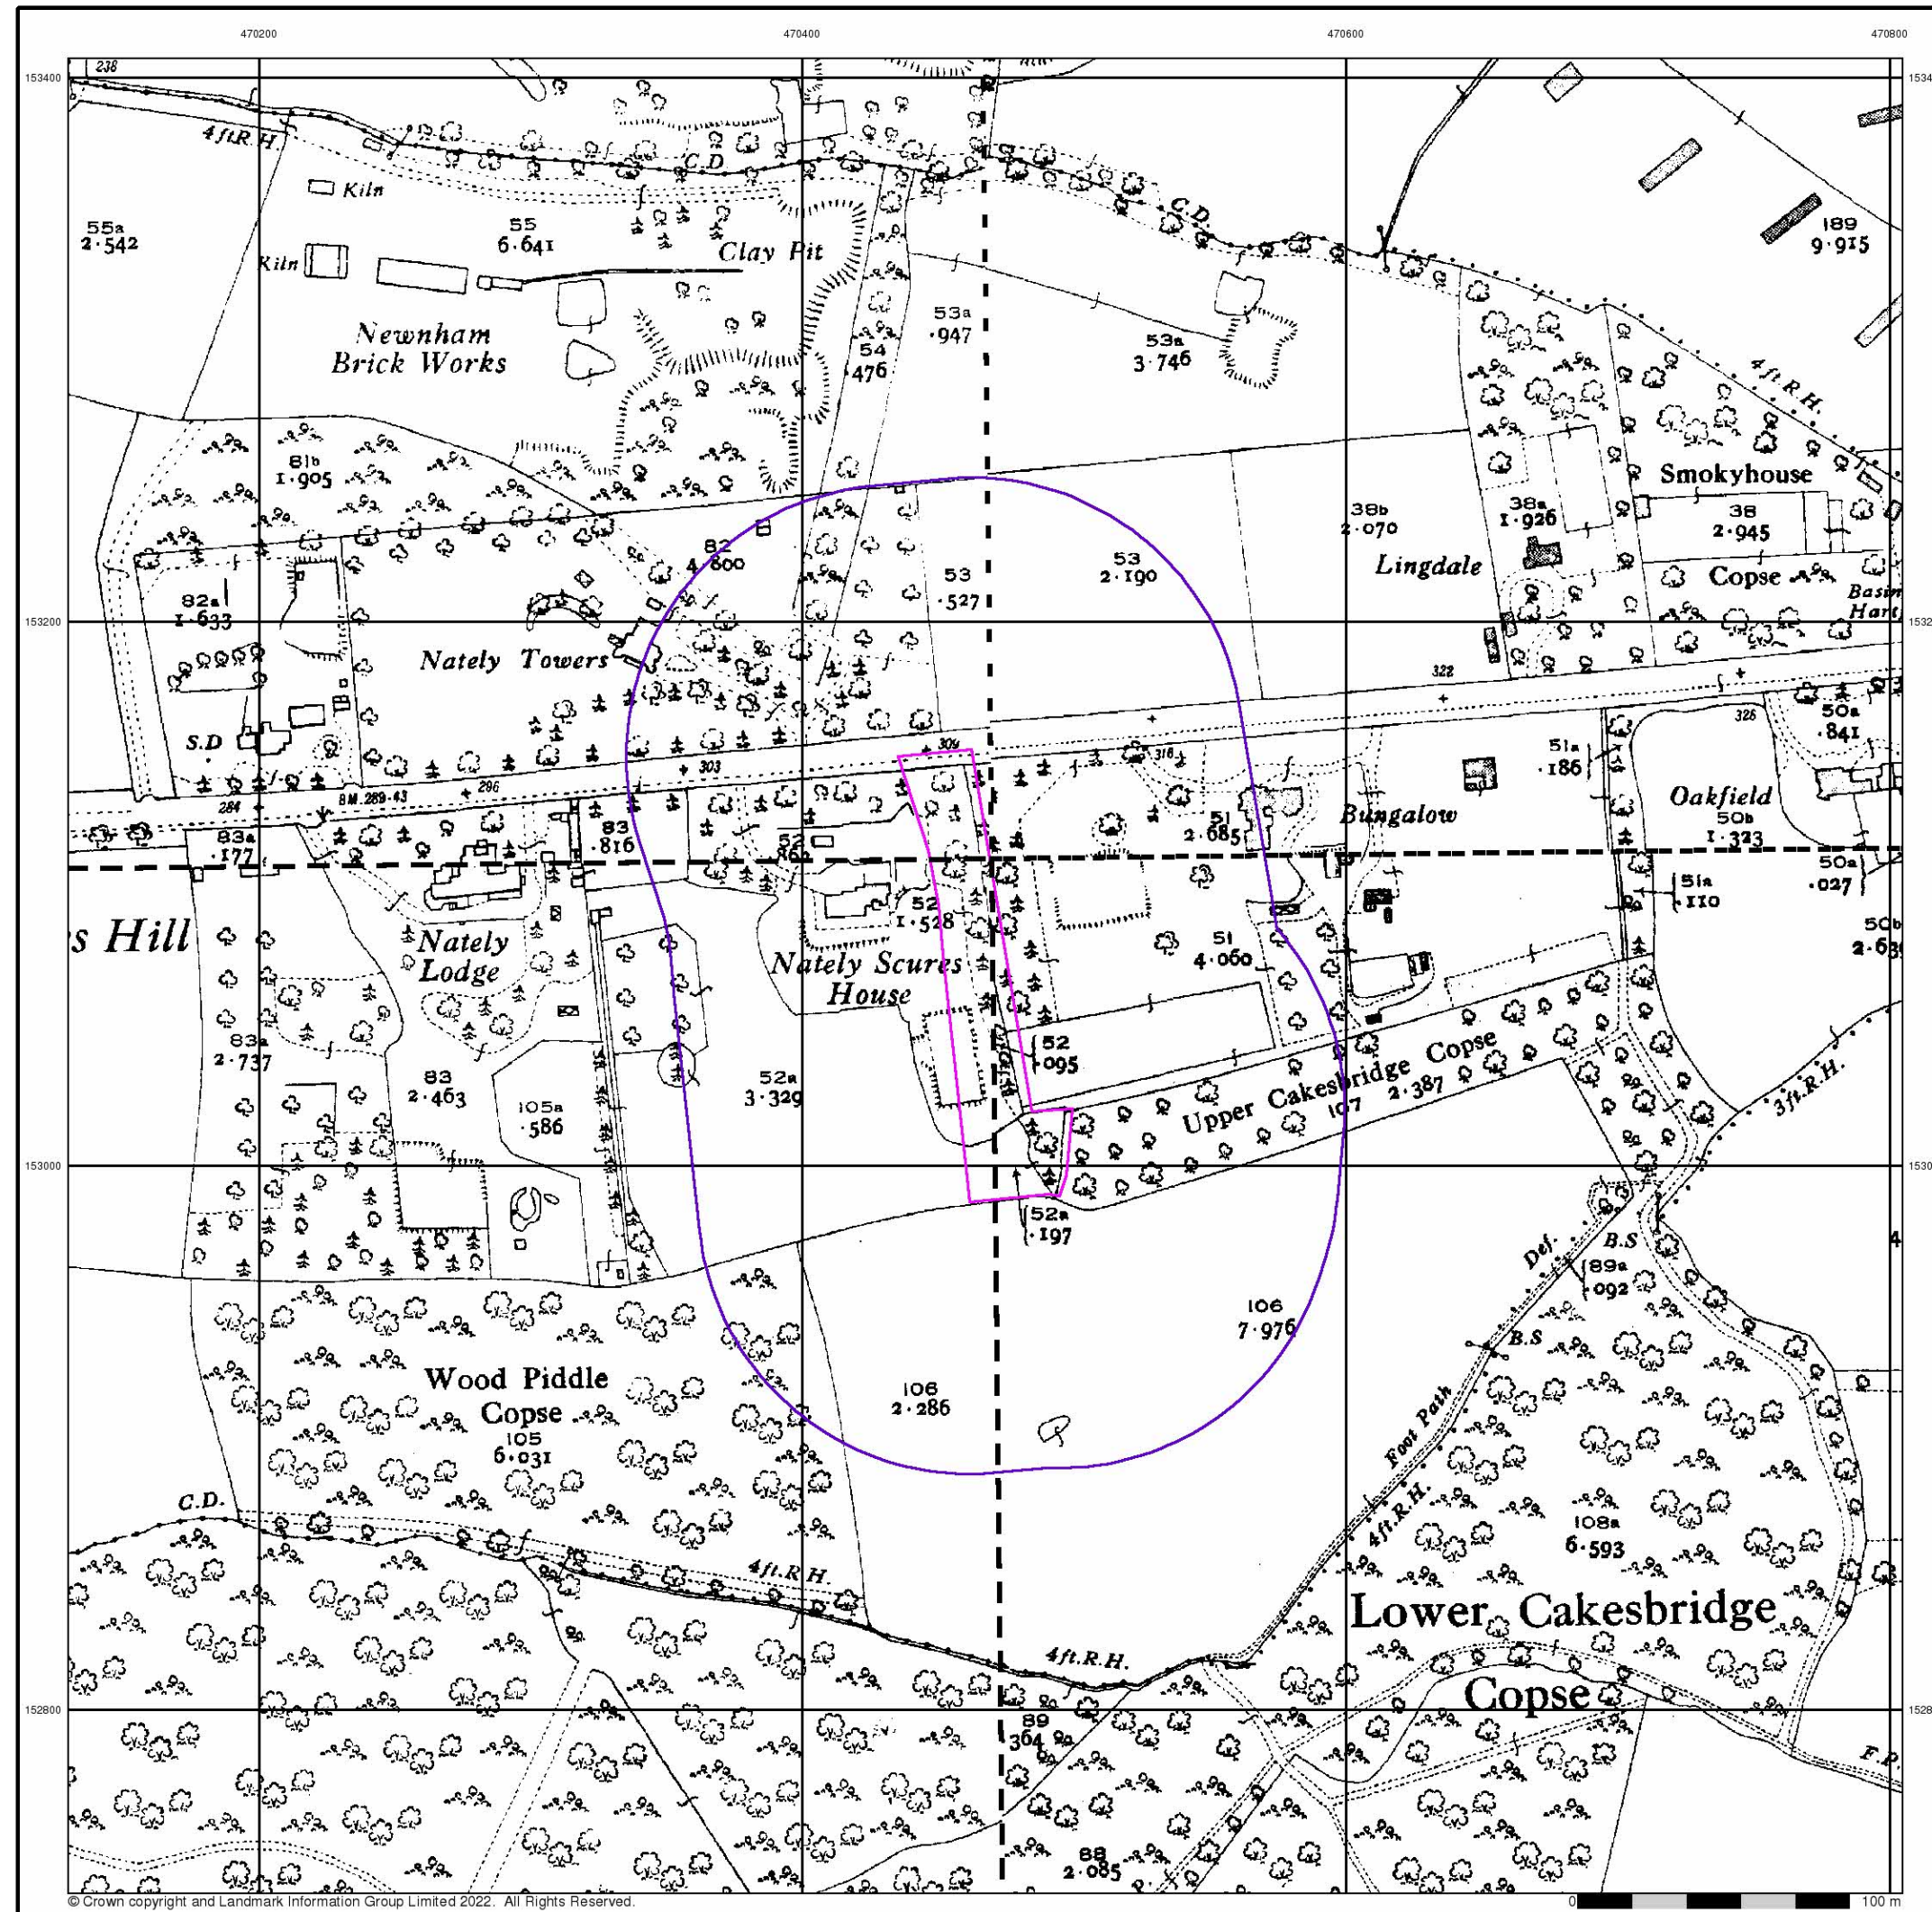 470200
470400
470600
470800
153400
238
4ft.R.H
C.D.
Kiln
55a
2·542
55
6·641
Clay Pit
Kiln
Newnham
Brick Works
54
·476
53a
·947
53a
3·746
C.D.
189
9·915
4ft.R.H.
81b
1·905
Smokyhouse
38b
2·070
38a
1·926
38
2·945
Lingdale
Copse
82
4·600
53
·527
53
2·190
82a
1·633
153200
Nately Towers
322
326
S.D
303
309
316
51a
·186
50a
·841
284
B.M.289·43
296
83a
·177
83
·816
52
51
2·685
Bungalow
Oakfield
50b
1·323
50a
·027
51a
·110
s Hill
Nately
Lodge
52
1·528
Nately Scures
House
51
4·060
50b
83a
2·737
83
2·463
105a
·586
52a
3·329
52
·095
Upper Cakesbridge Copse
107 2·387
3ft.R.H.
153000
52a
·197
Def.
B.S
89a
·092
B.S
106
7·976
Wood Piddle
Copse
105
6·031
106
2·286
Foot Path
4ft.R.H.
C.D.
108a
6·593
4ft.R.H.
Lower Cakesbridge
Copse
4ft.R.H.
152800
89
364
F.P.
88
2·085
P.
© Crown copyright and Landmark Information Group Limited 2022. All Rights Reserved.
0
100 m